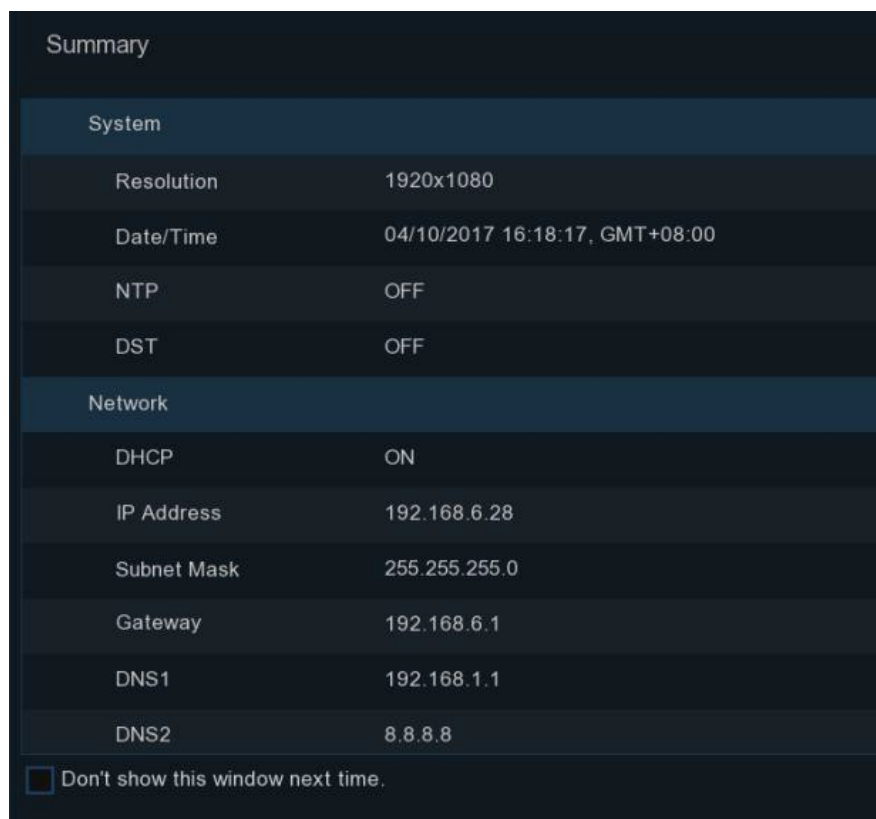 Summary
System
Resolution 1920x1080
Date/Time 04/10/2017 16:18:17, GMT+08:00
NTP OFF
DST OFF
Network
DHCP ON
IP Address 192.168.6.28
Subnet Mask 255.255.255.0
Gateway 192.168.6.1
DNS1 192.168.1.1
DNS2 8.8.8.8
Don't show this window next time.